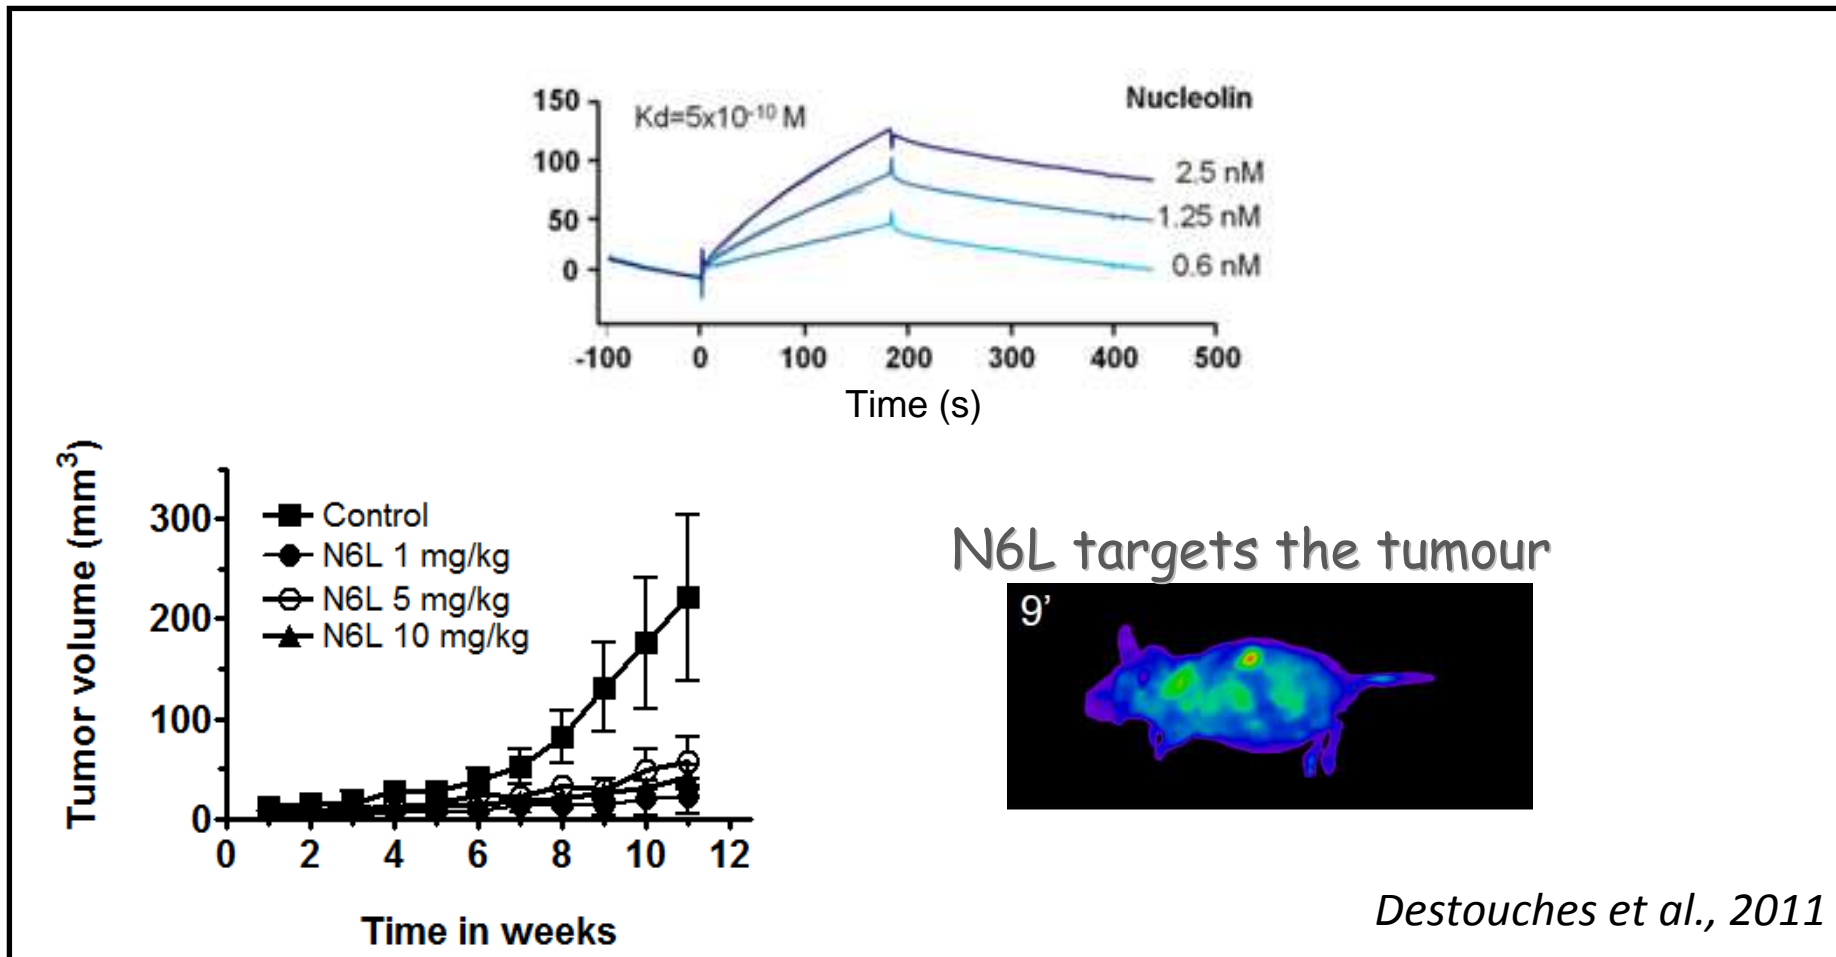 150
100
50
0
Kd=5x10⁻¹⁰ M
Nucleolin
2.5 nM
1.25 nM
0.6 nM
-100 0 100 200 300 400 500
Time (s)
Tumor volume (mm³)
300
200
100
0
Control
N6L 1 mg/kg
N6L 5 mg/kg
N6L 10 mg/kg
0 2 4 6 8 10 12
Time in weeks
N6L targets the tumour
9’
Destouches et al., 2011